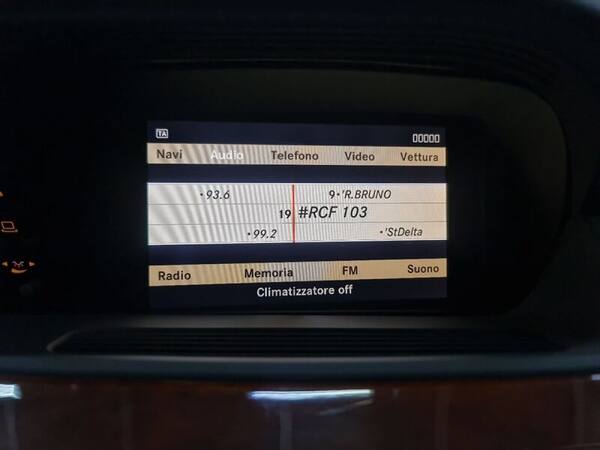 TA
00000
Navi Audio Telefono Video Vettura
•93.6 9•'R.BRUNO
19 #RCF 103
•99.2 •'StDelta
Radio Memoria FM Suono
Climatizzatore off